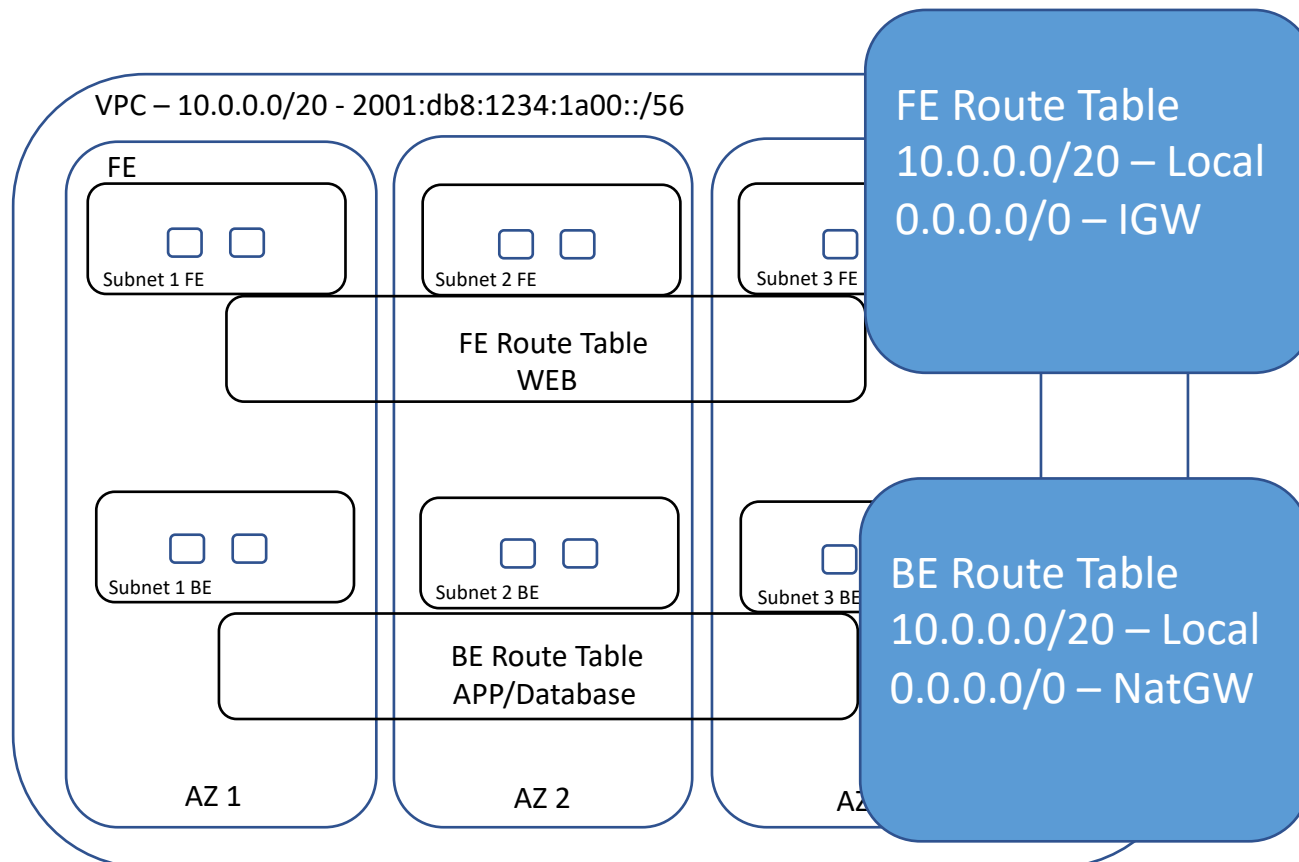 VPC – 10.0.0.0/20 - 2001:db8:1234:1a00::/56
FE
Subnet 1 FE
Subnet 2 FE
Subnet 3 FE
FE Route Table
WEB
FE Route Table
10.0.0.0/20 – Local
0.0.0.0/0 – IGW
Subnet 1 BE
Subnet 2 BE
Subnet 3 BE
BE Route Table
APP/Database
BE Route Table
10.0.0.0/20 – Local
0.0.0.0/0 – NatGW
AZ 1
AZ 2
AZ